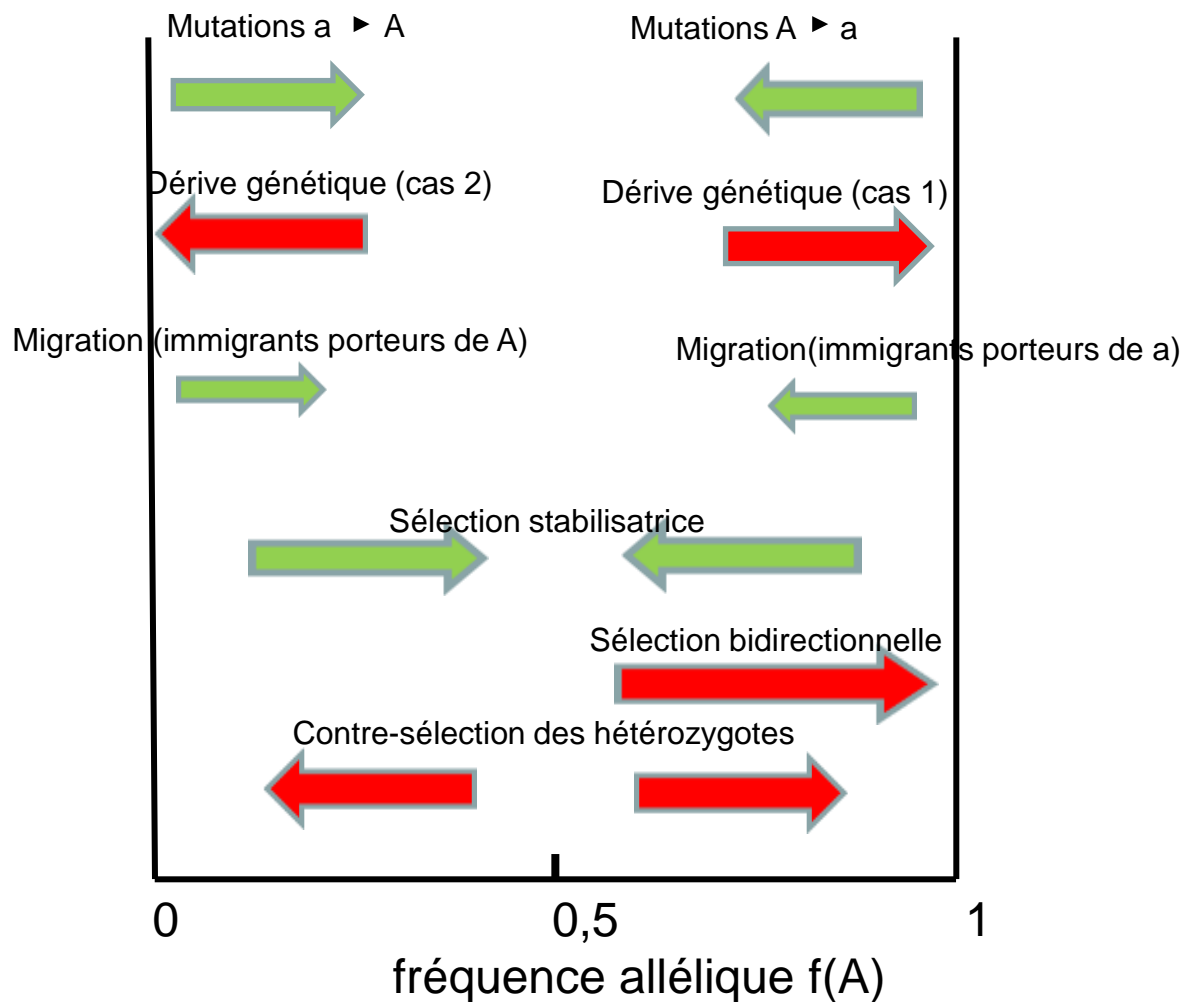 Mutations a ► A
Mutations A ► a
Dérive génétique (cas 2)
Dérive génétique (cas 1)
Migration (immigrants porteurs de A)
Migration(immigrants porteurs de a)
Sélection stabilisatrice
Sélection bidirectionnelle
Contre-sélection des hétérozygotes
0
0,5
1
fréquence allélique f(A)